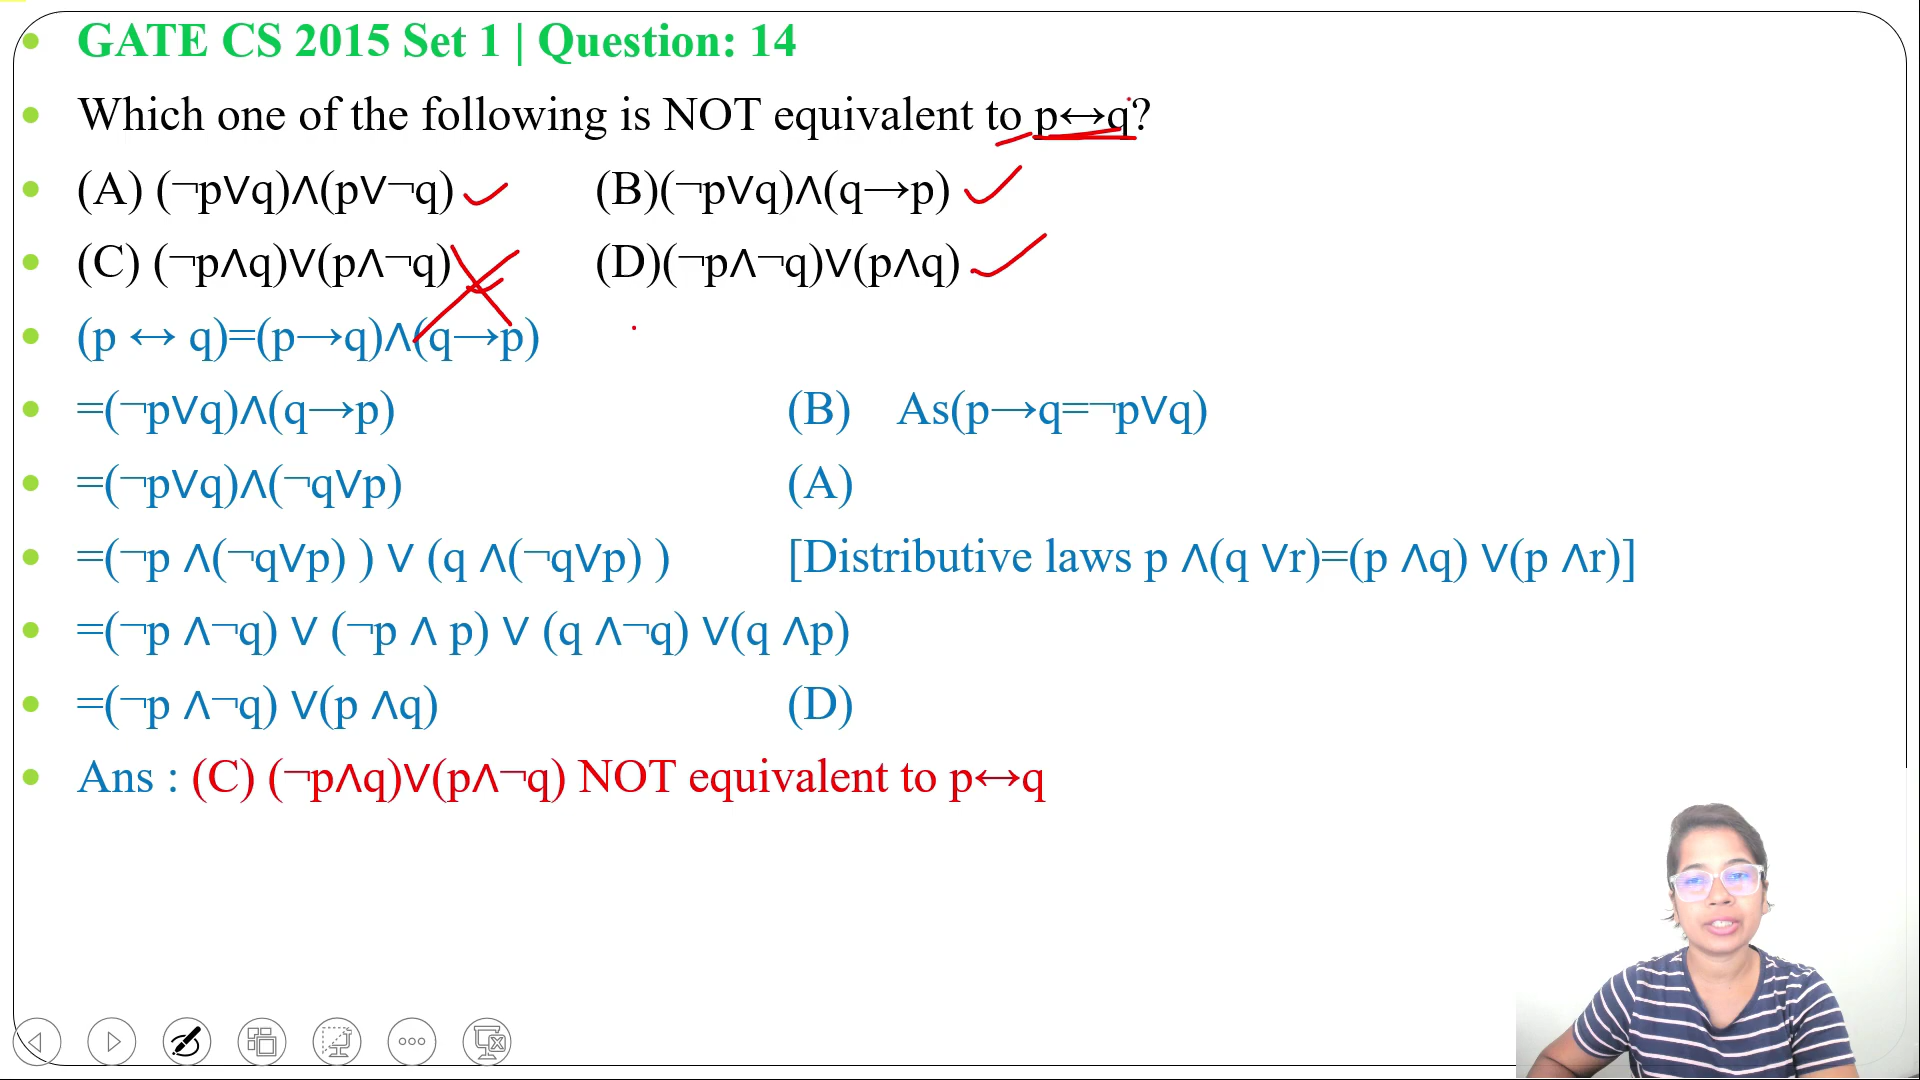 GATE CS 2015 Set 1 | Question: 14
Which one of the following is NOT equivalent to p↔q?
(A) (¬p∨q)∧(p∨¬q) (B)(¬p∨q)∧(q→p)
(C) (¬p∧q)∨(p∧¬q) (D)(¬p∧¬q)∨(p∧q)
(p ↔ q)=(p→q)∧(q→p)
=(¬p∨q)∧(q→p) (B) As(p→q=¬p∨q)
=(¬p∨q)∧(¬q∨p) (A)
=(¬p ∧(¬q∨p) ) ∨ (q ∧(¬q∨p) ) [Distributive laws p ∧(q ∨r)=(p ∧q) ∨(p ∧r)]
=(¬p ∧¬q) ∨ (¬p ∧ p) ∨ (q ∧¬q) ∨(q ∧p)
=(¬p ∧¬q) ∨(p ∧q) (D)
Ans : (C) (¬p∧q)∨(p∧¬q) NOT equivalent to p↔q